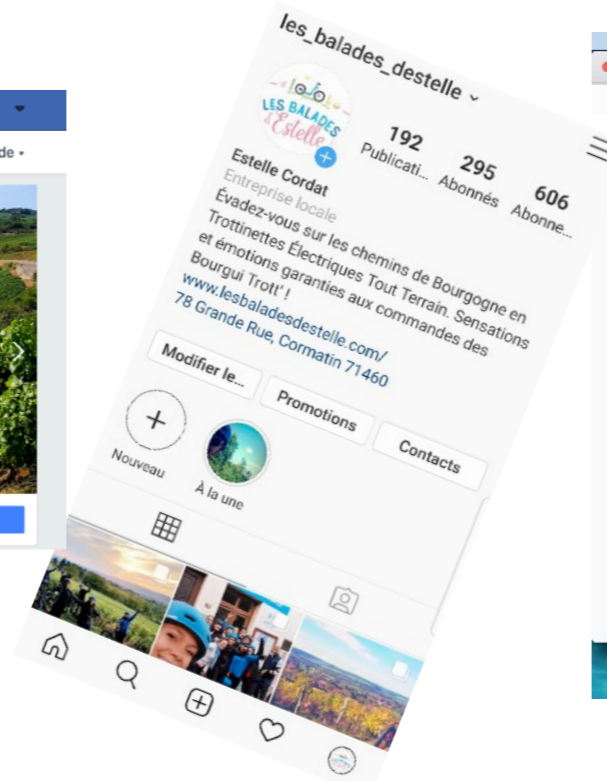 de
les_balades_destelle
LES BALADES
d'Estelle
192
Publicati...
295
Abonnés
606
Abonne...
Estelle Cordat
Entreprise locale
Évadez-vous sur les chemins de Bourgogne en
Trottinettes Électriques Tout Terrain. Sensations
et émotions garanties aux commandes des
Bourgui Trott' !
www.lesbaladesdestelle.com/
78 Grande Rue, Cormatin 71460
Modifier le...
Promotions
Contacts
Nouveau
À la une